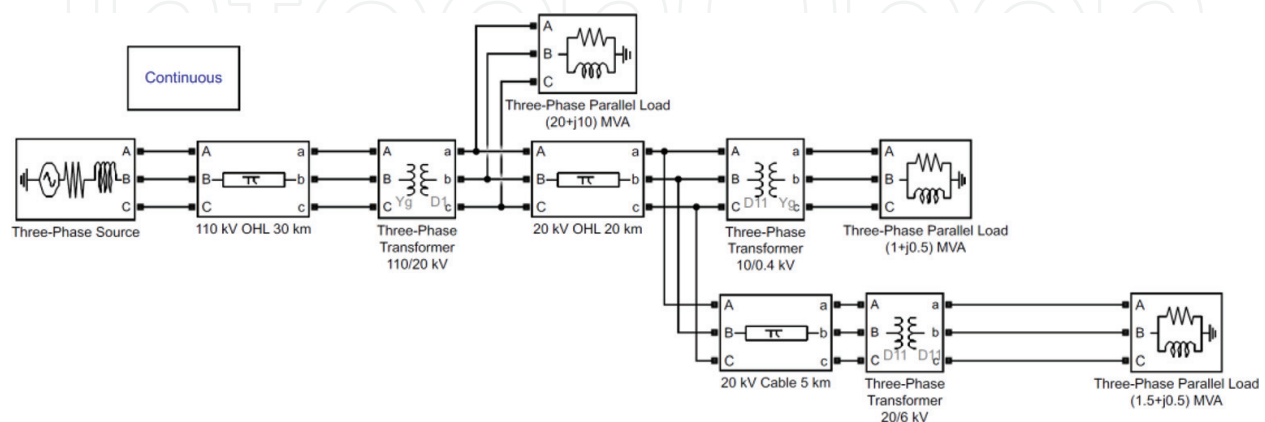 Continuous
A
B
C
Three-Phase Parallel Load
(20+j10) MVA
A
B
C
Three-Phase Source
A
B
C
a
b
c
110 kV OHL 30 km
A
B
C
a
b
c
Yg
D1
Three-Phase
Transformer
110/20 kV
A
B
C
a
b
c
20 kV OHL 20 km
A
B
C
a
b
c
D11
Yg
Three-Phase
Transformer
10/0.4 kV
A
B
C
Three-Phase Parallel Load
(1+j0.5) MVA
A
B
C
a
b
c
20 kV Cable 5 km
A
B
C
a
b
c
D11
D11
Three-Phase
Transformer
20/6 kV
A
B
C
Three-Phase Parallel Load
(1.5+j0.5) MVA